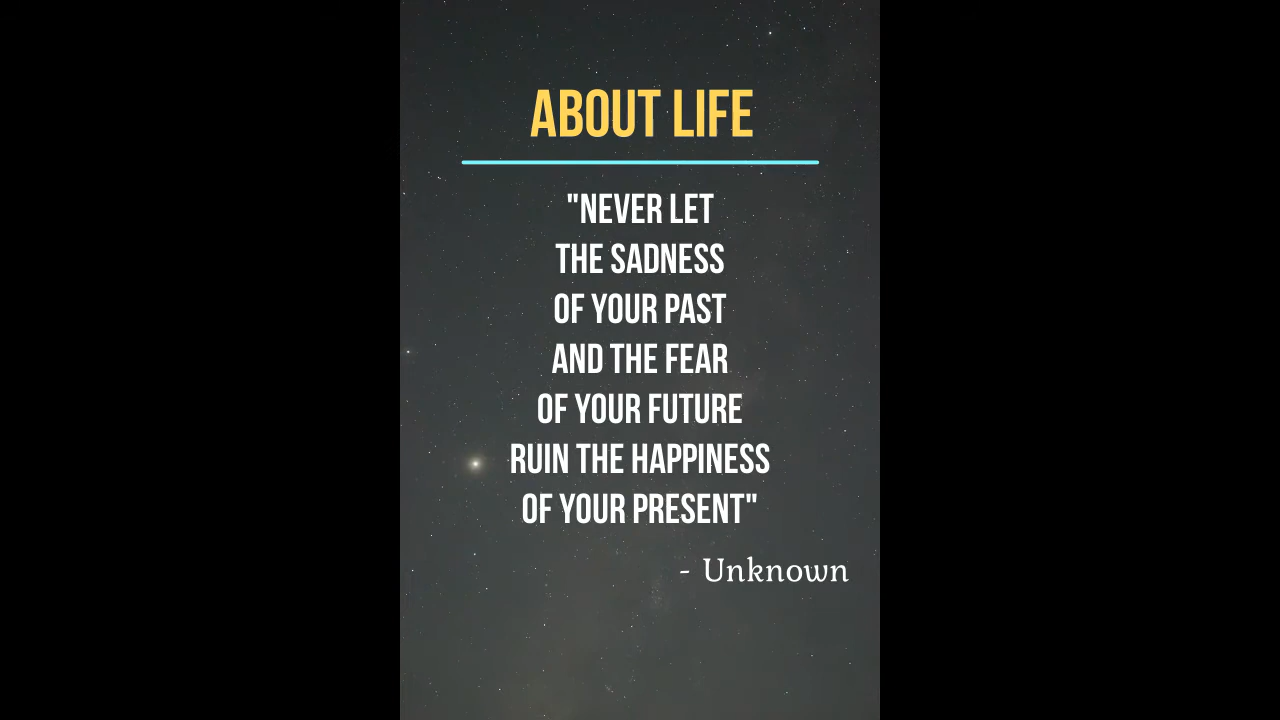 ABOUT LIFE
"NEVER LET
THE SADNESS
OF YOUR PAST
AND THE FEAR
OF YOUR FUTURE
RUIN THE HAPPINESS
OF YOUR PRESENT"
- Unknown